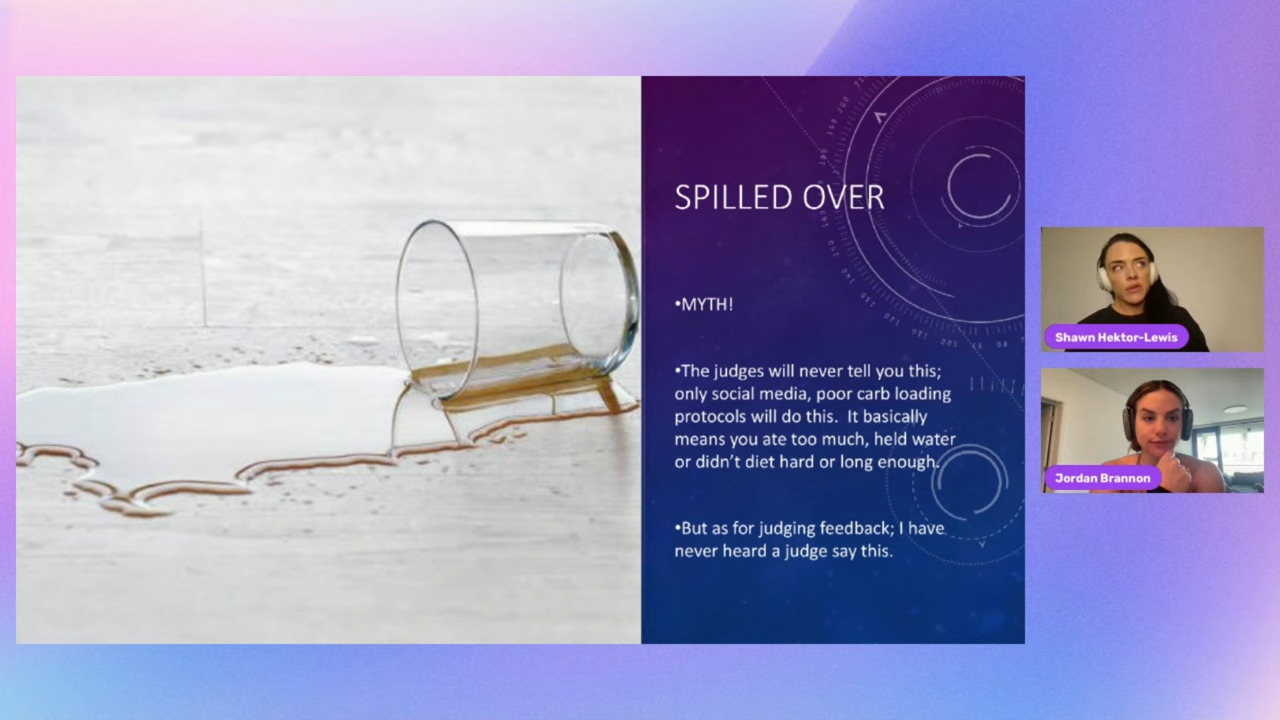 SPILLED OVER
•MYTH!
•The judges will never tell you this;
only social media, poor carb loading
protocols will do this.  It basically
means you ate too much, held water
or didn’t diet hard or long enough.
•But as for judging feedback; I have
never heard a judge say this.
Shawn Hektor-Lewis
Jordan Brannon